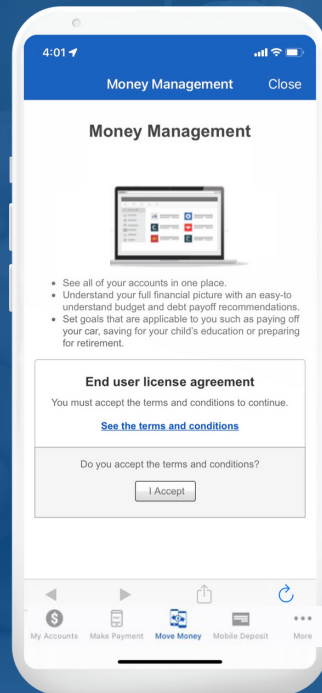 4:01
Money Management
Close
Money Management
See all of your accounts in one place.
Understand your full financial picture with an easy-to
understand budget and debt payoff recommendations.
Set goals that are applicable to you such as paying off
your car, saving for your child's education or preparing
for retirement.
End user license agreement
You must accept the terms and conditions to continue.
See the terms and conditions
Do you accept the terms and conditions?
I Accept
My Accounts
Make Payment
Move Money
Mobile Deposit
More